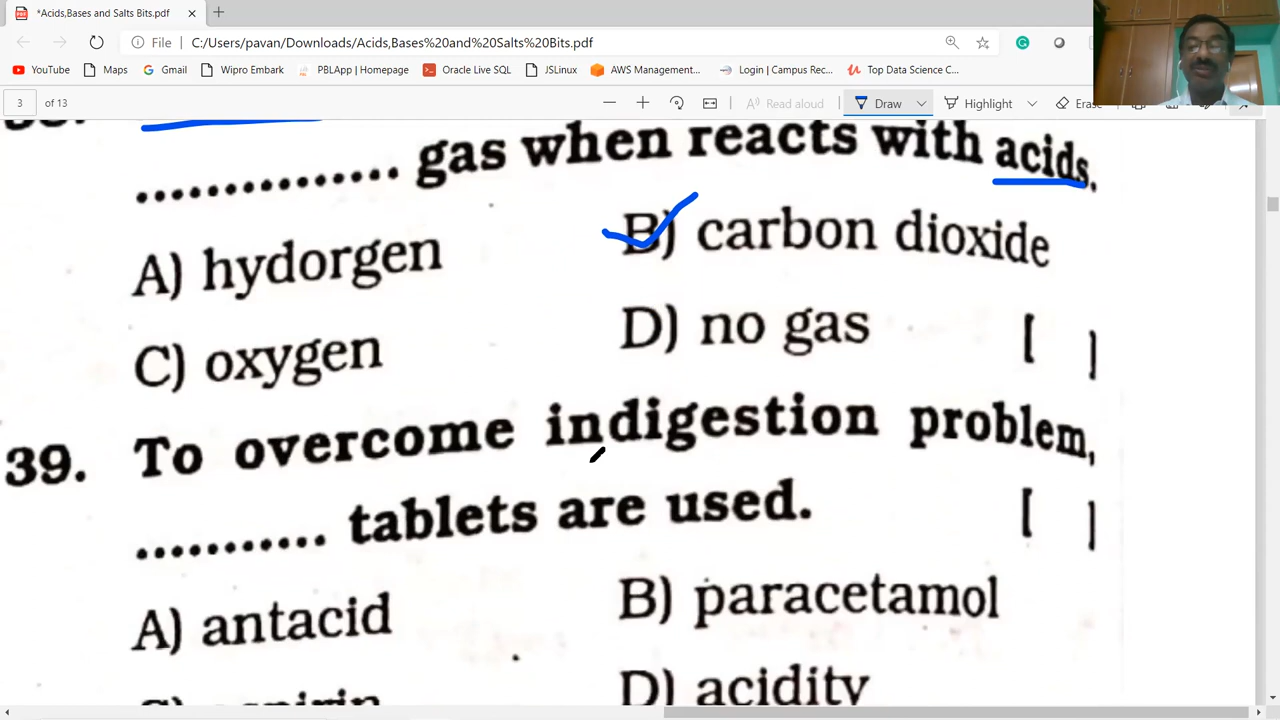 *Acids,Bases and Salts Bits.pdf
File C:/Users/pavan/Downloads/Acids,Bases%20and%20Salts%20Bits.pdf
YouTube Maps Gmail Wipro Embark PBLApp | Homepage Oracle Live SQL JSLinux AWS Management... Login | Campus Rec... Top Data Science C...
3 of 13 Read aloud Draw Highlight Erase
............... gas when reacts with acids.
A) hydorgen B) carbon dioxide
C) oxygen D) no gas [ ]
39. To overcome indigestion problem,
........... tablets are used. [ ]
A) antacid B) paracetamol
D) acidity